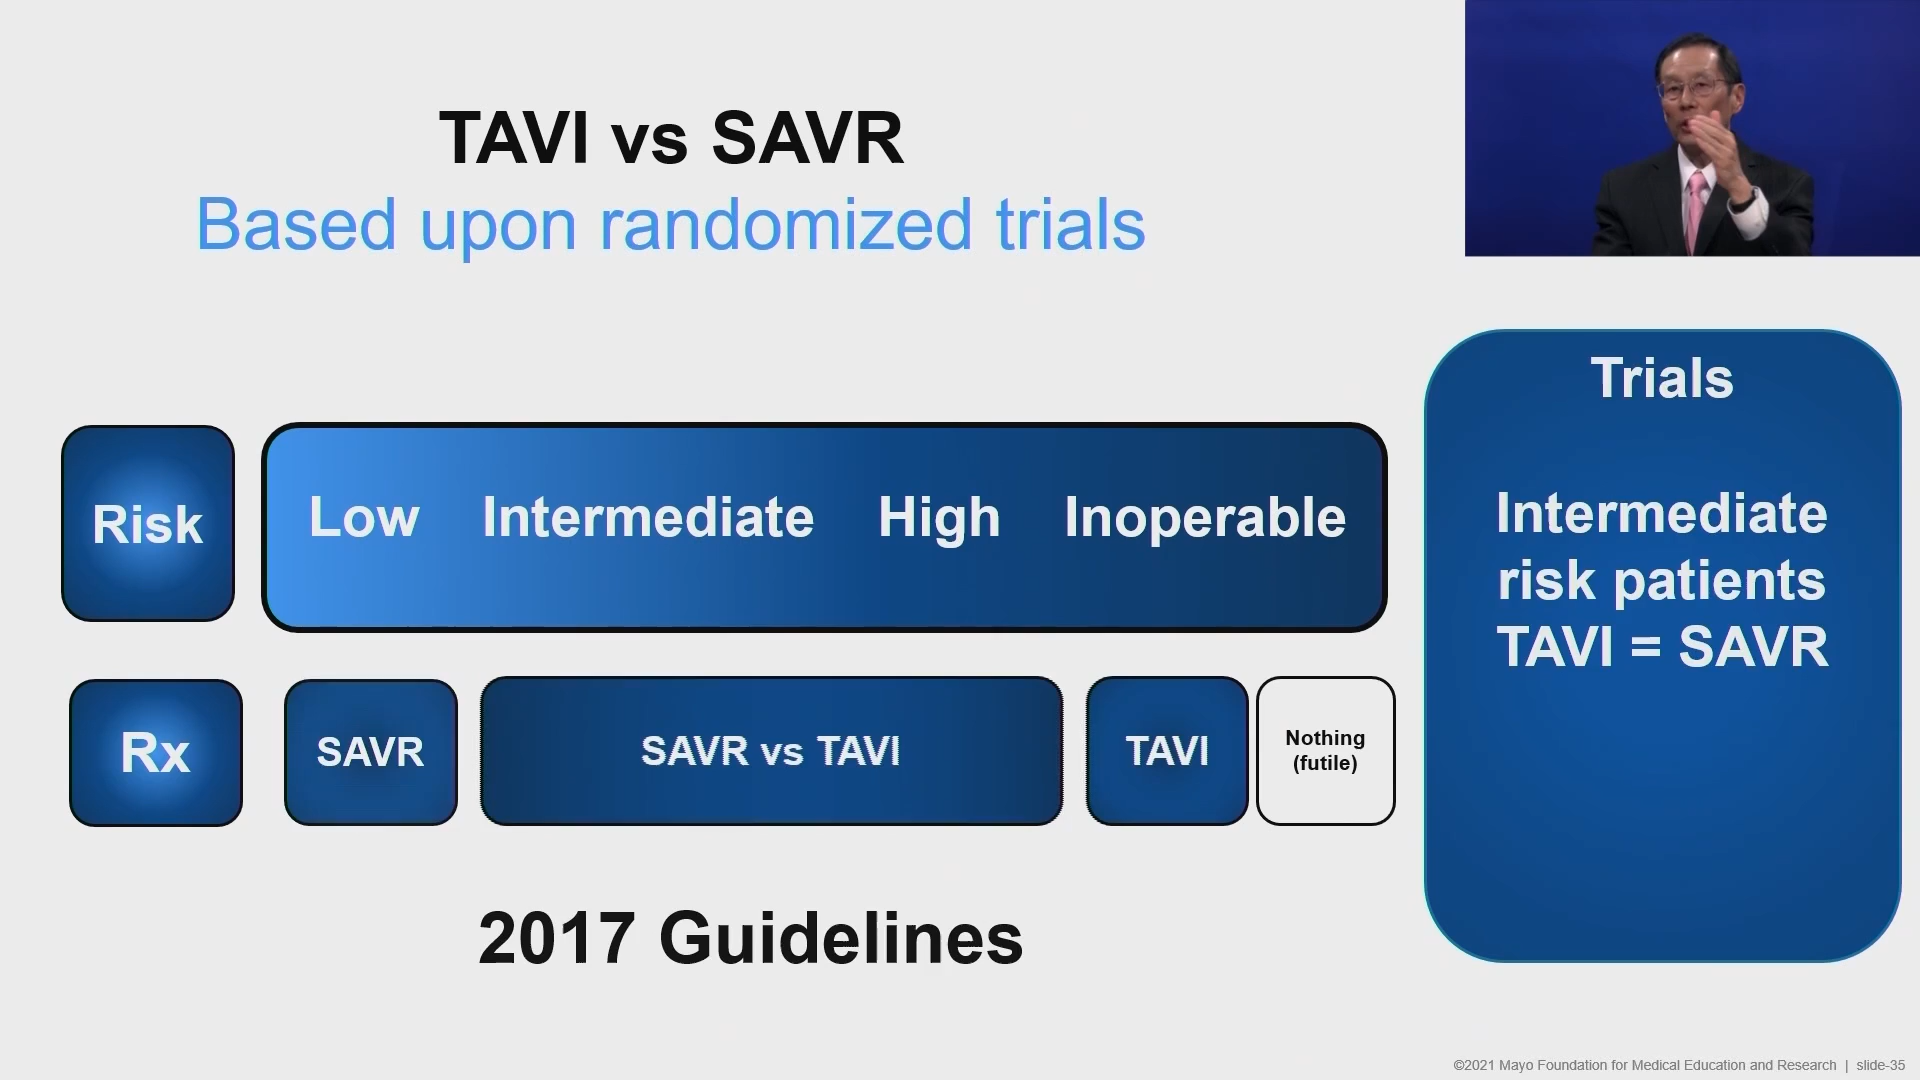 TAVI vs SAVR
Based upon randomized trials
Risk
Low Intermediate High Inoperable
Rx
SAVR
SAVR vs TAVI
TAVI
Nothing
(futile)
2017 Guidelines
Trials
Intermediate
risk patients
TAVI = SAVR
©2021 Mayo Foundation for Medical Education and Research | slide-35